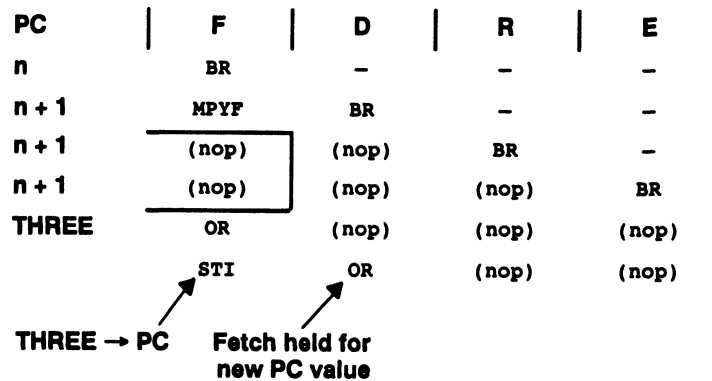 PC | F | D | R | E
n BR – – –
n + 1 MPYF BR – –
n + 1 (nop) (nop) BR –
n + 1 (nop) (nop) (nop) BR
THREE OR (nop) (nop) (nop)
STI OR (nop) (nop)
THREE → PC Fetch held for
new PC value